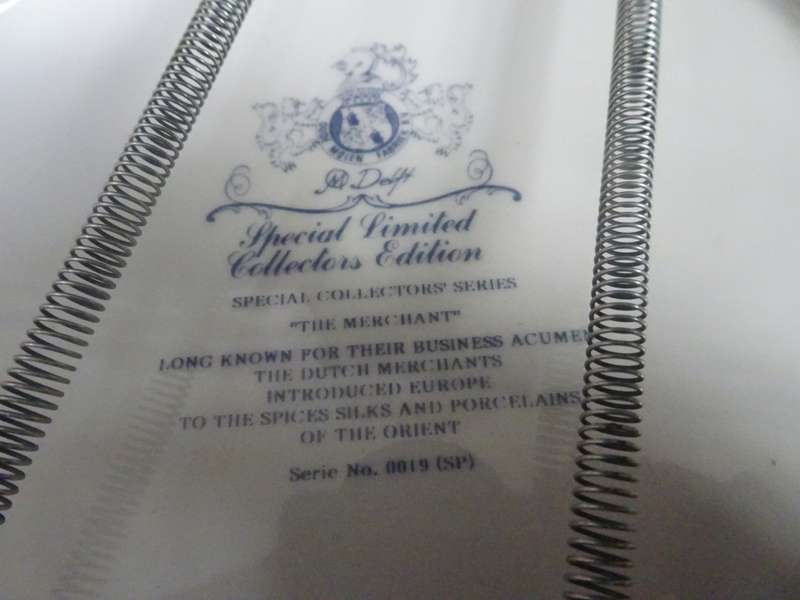 MOLEN
Delft
Special Limited
Collectors Edition
SPECIAL COLLECTORS' SERIES
"THE MERCHANT"
LONG KNOWN FOR THEIR BUSINESS ACUMEN
THE DUTCH MERCHANTS
INTRODUCED EUROPE
TO THE SPICES SILKS AND PORCELAINS
OF THE ORIENT
Serie No. 0019 (SP)